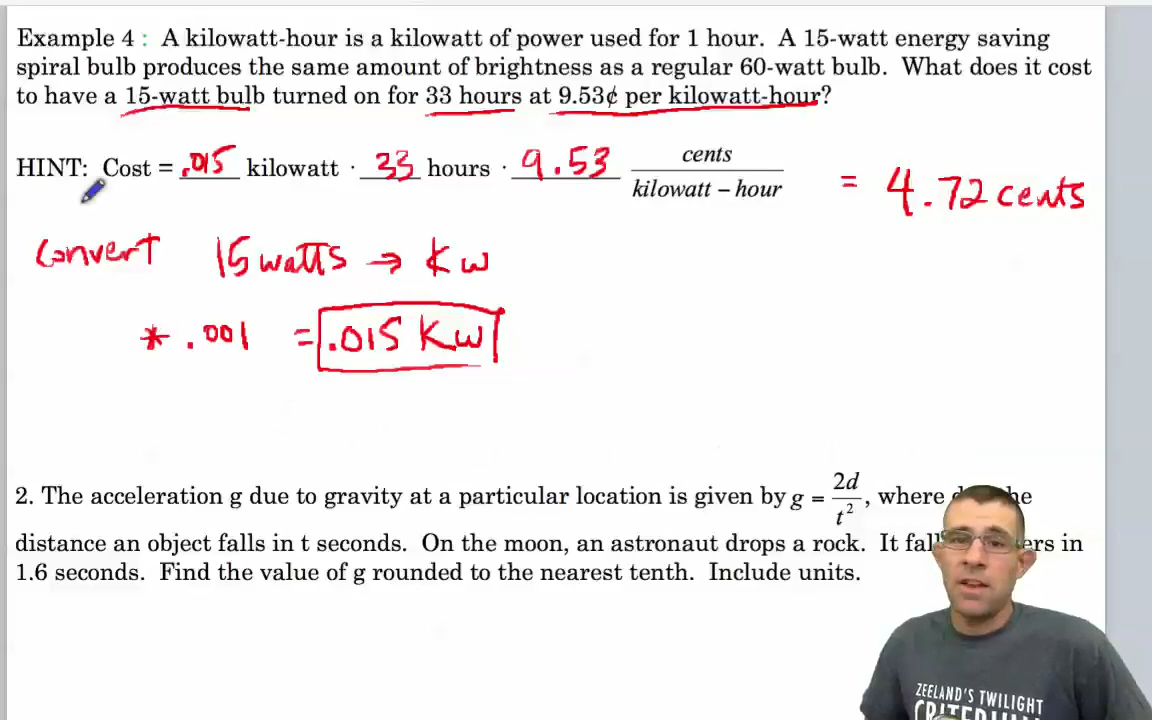 Example 4 : A kilowatt-hour is a kilowatt of power used for 1 hour. A 15-watt energy saving
spiral bulb produces the same amount of brightness as a regular 60-watt bulb. What does it cost
to have a 15-watt bulb turned on for 33 hours at 9.53¢ per kilowatt-hour?
HINT: Cost = .015 kilowatt · 33 hours · 9.53 cents / kilowatt – hour = 4.72 cents
Convert 15 watts → Kw
* .001 = .015 Kw
2. The acceleration g due to gravity at a particular location is given by g = 2d / t², where
distance an object falls in t seconds. On the moon, an astronaut drops a rock. It in
1.6 seconds. Find the value of g rounded to the nearest tenth. Include units.
ZEELAND'S TWILIGHT